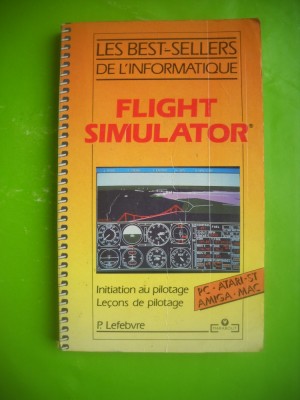 LES BEST-SELLERS
DE L'INFORMATIQUE
FLIGHT
SIMULATOR®
Initiation au pilotage
Leçons de pilotage
PC - ATARI-ST
AMIGA - MAC
P. Lefebvre